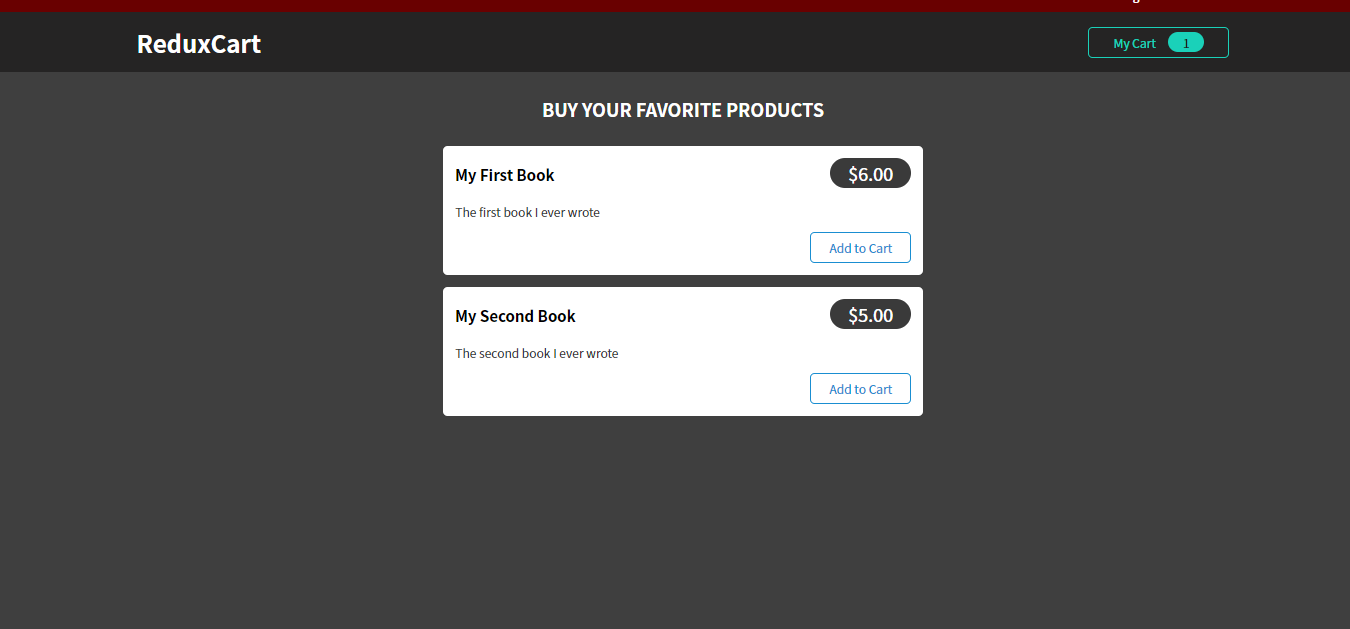 ReduxCart
My Cart 1
BUY YOUR FAVORITE PRODUCTS
My First Book
$6.00
The first book I ever wrote
Add to Cart
My Second Book
$5.00
The second book I ever wrote
Add to Cart